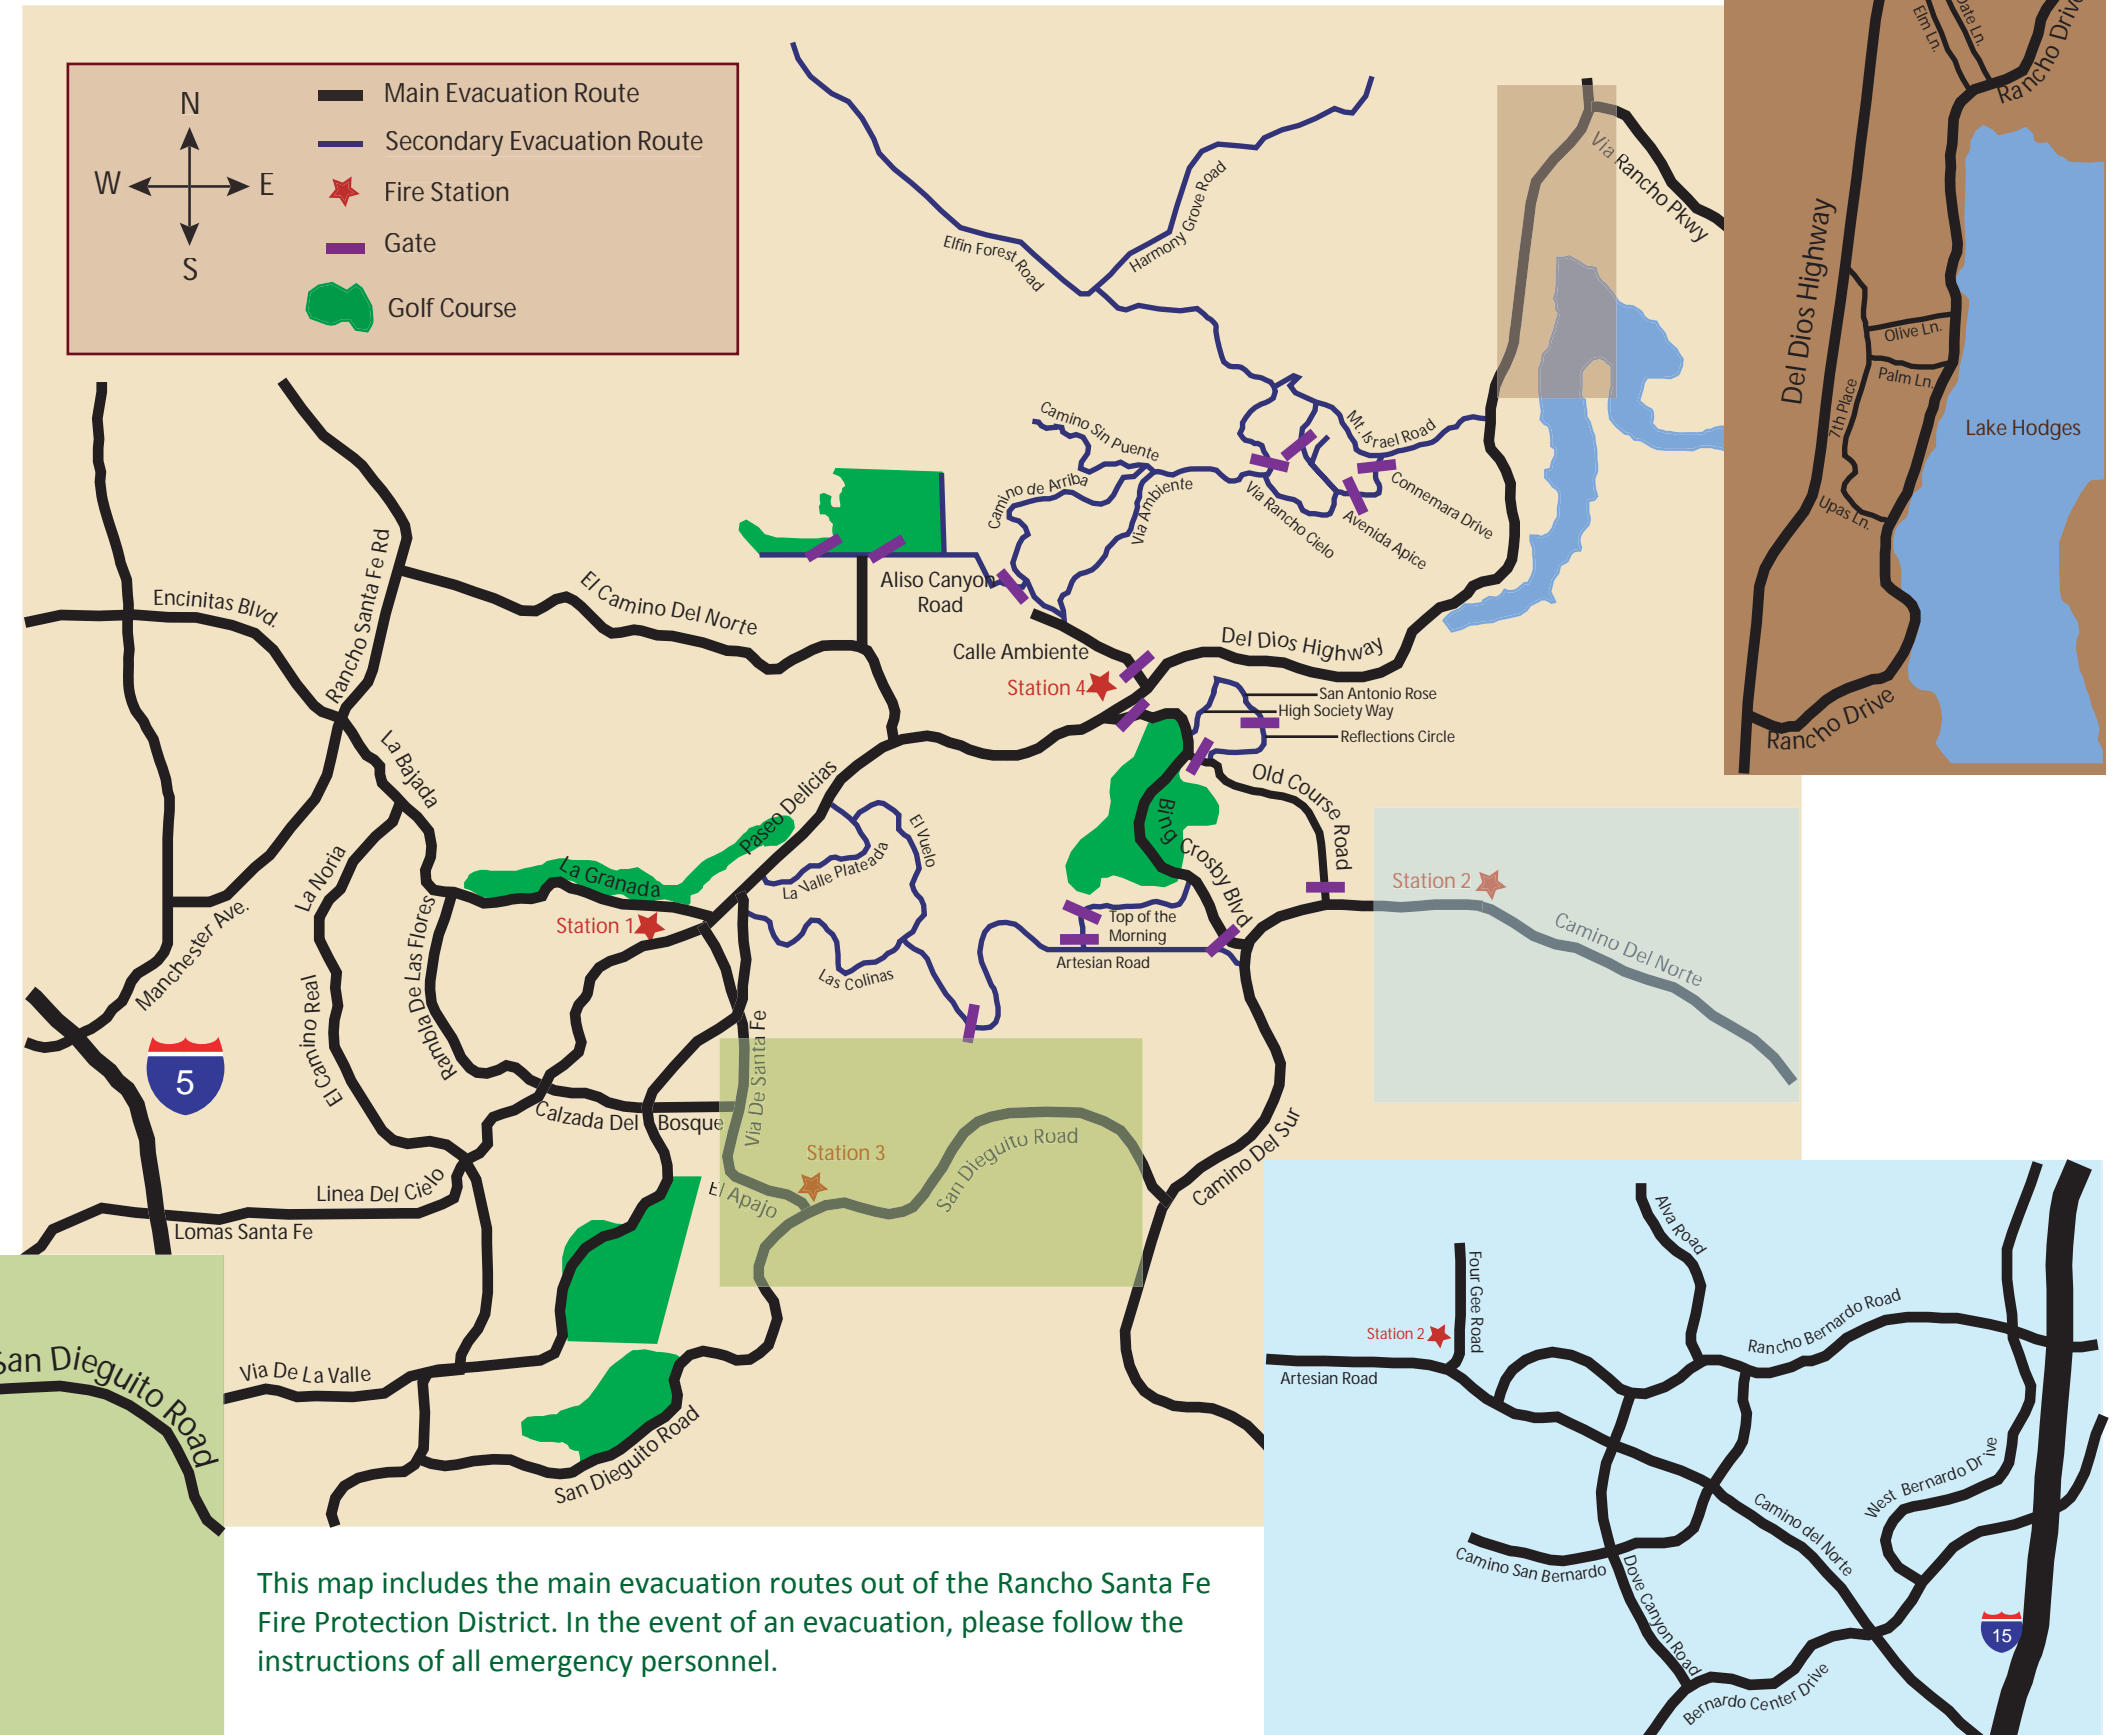 N
W
E
S
Main Evacuation Route
Secondary Evacuation Route
Fire Station
Gate
Golf Course
Elfin Forest Road
Harmony Grove Road
Via Rancho Pkwy
Elm Ln.
Date Ln.
Rancho Drive
Del Dios Highway
Olive Ln.
Palm Ln.
7th Place
Upas Ln.
Lake Hodges
Rancho Drive
Camino Sin Puente
Camino de Arriba
Via Ambiente
Mt. Israel Road
Connemara Drive
Via Rancho Cielo
Avenida Apice
Aliso Canyon
Road
Encinitas Blvd.
Rancho Santa Fe Rd
El Camino Del Norte
Calle Ambiente
Station 4
Del Dios Highway
San Antonio Rose
High Society Way
Reflections Circle
La Bajada
Paseo Delicias
Old Course Road
Bing Crosby Blvd
El Vuelo
La Valle Plateada
La Granada
La Noria
Station 1
Station 2
Camino Del Norte
Top of the
Morning
Artesian Road
Las Colinas
Manchester Ave.
Rambla De Las Flores
El Camino Real
5
Via De Santa Fe
Calzada Del Bosque
Station 3
San Dieguito Road
El Apajo
Camino Del Sur
Linea Del Cielo
Lomas Santa Fe
San Dieguito Road
Via De La Valle
San Dieguito Road
Alva Road
Four Gee Road
Station 2
Artesian Road
Rancho Bernardo Road
West Bernardo Drive
Camino del Norte
Camino San Bernardo
Dove Canyon Road
Bernardo Center Drive
15
This map includes the main evacuation routes out of the Rancho Santa Fe
Fire Protection District. In the event of an evacuation, please follow the
instructions of all emergency personnel.